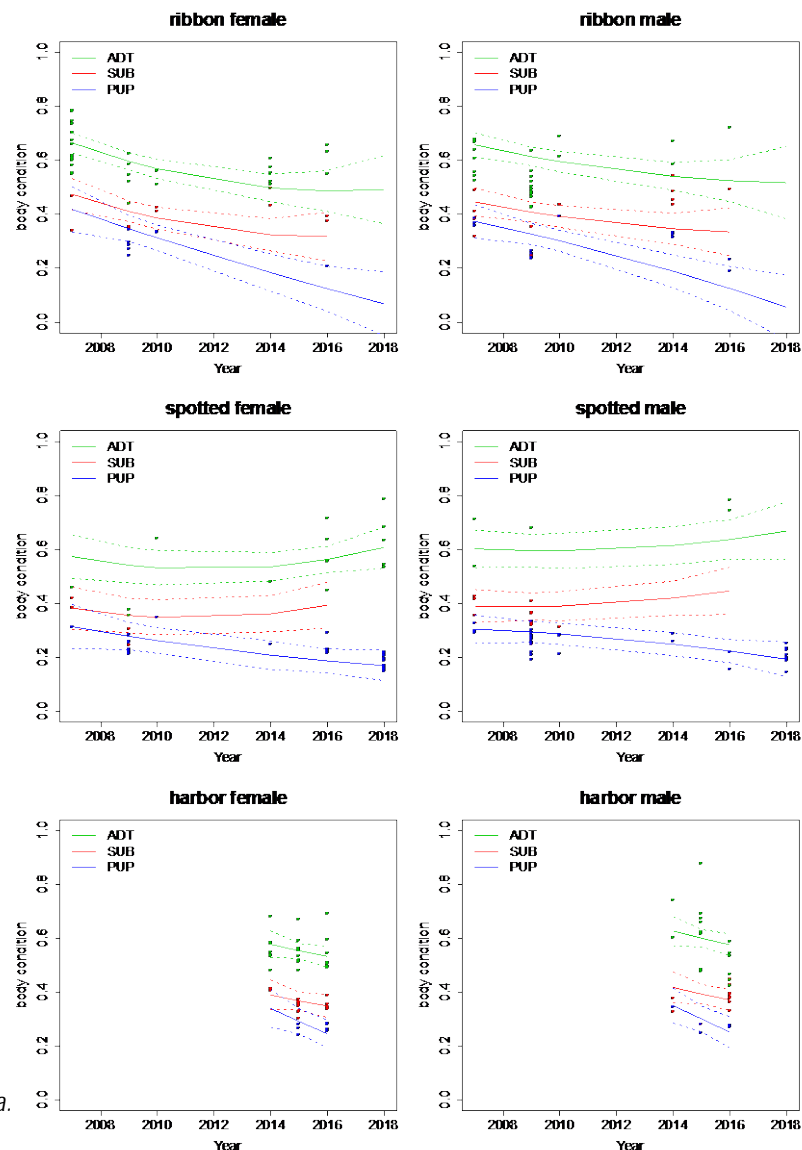 ribbon female
ADT
SUB
PUP
body condition
0.0 0.2 0.4 0.6 0.8 1.0
2008 2010 2012 2014 2016 2018
Year
ribbon male
ADT
SUB
PUP
body condition
0.0 0.2 0.4 0.6 0.8 1.0
2008 2010 2012 2014 2016 2018
Year
spotted female
ADT
SUB
PUP
body condition
0.0 0.2 0.4 0.6 0.8 1.0
2008 2010 2012 2014 2016 2018
Year
spotted male
ADT
SUB
PUP
body condition
0.0 0.2 0.4 0.6 0.8 1.0
2008 2010 2012 2014 2016 2018
Year
harbor female
ADT
SUB
PUP
body condition
0.0 0.2 0.4 0.6 0.8 1.0
2008 2010 2012 2014 2016 2018
Year
harbor male
ADT
SUB
PUP
body condition
0.0 0.2 0.4 0.6 0.8 1.0
2008 2010 2012 2014 2016 2018
Year
a.